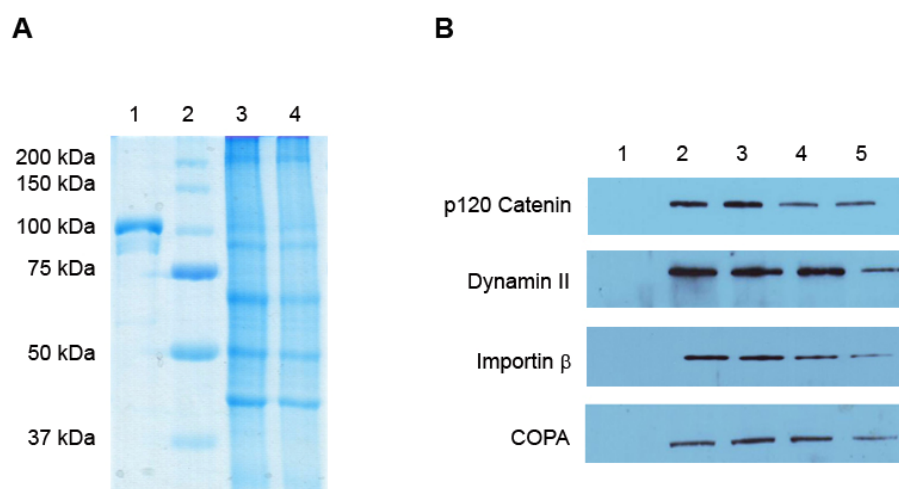 A
1 2 3 4
200 kDa
150 kDa
100 kDa
75 kDa
50 kDa
37 kDa
B
1 2 3 4 5
p120 Catenin
Dynamin II
Importin β
COPA